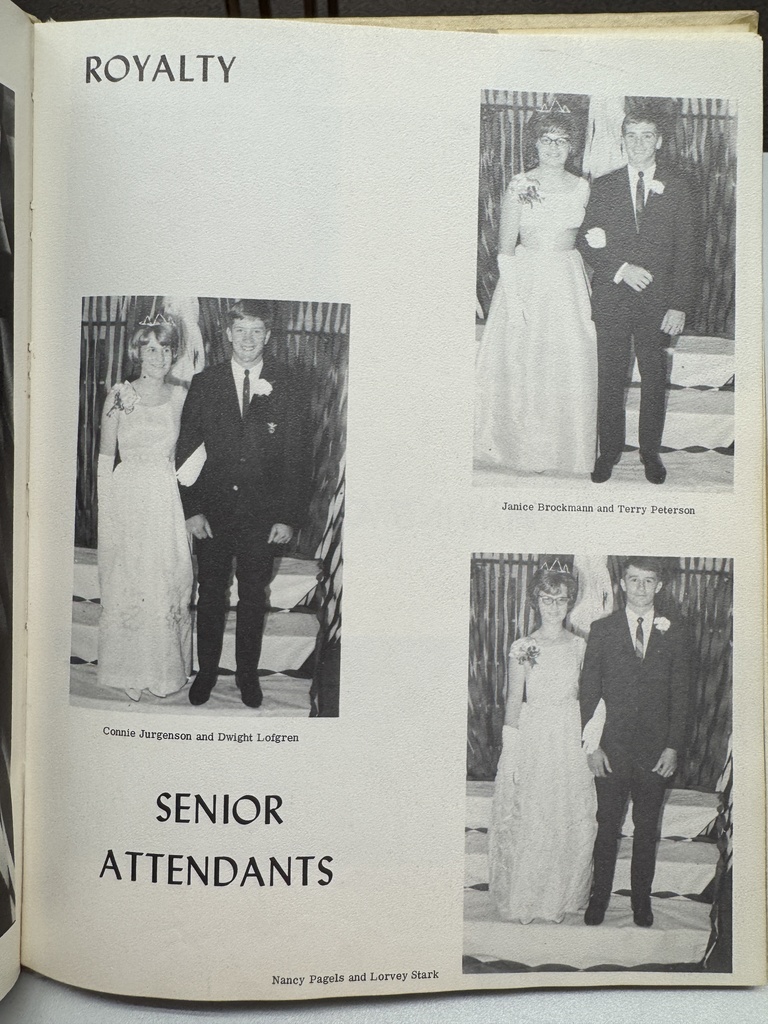 ROYALTY
Janice Brockmann and Terry Peterson
Connie Jurgenson and Dwight Lofgren
SENIOR
ATTENDANTS
Nancy Pagels and Lorvey Stark